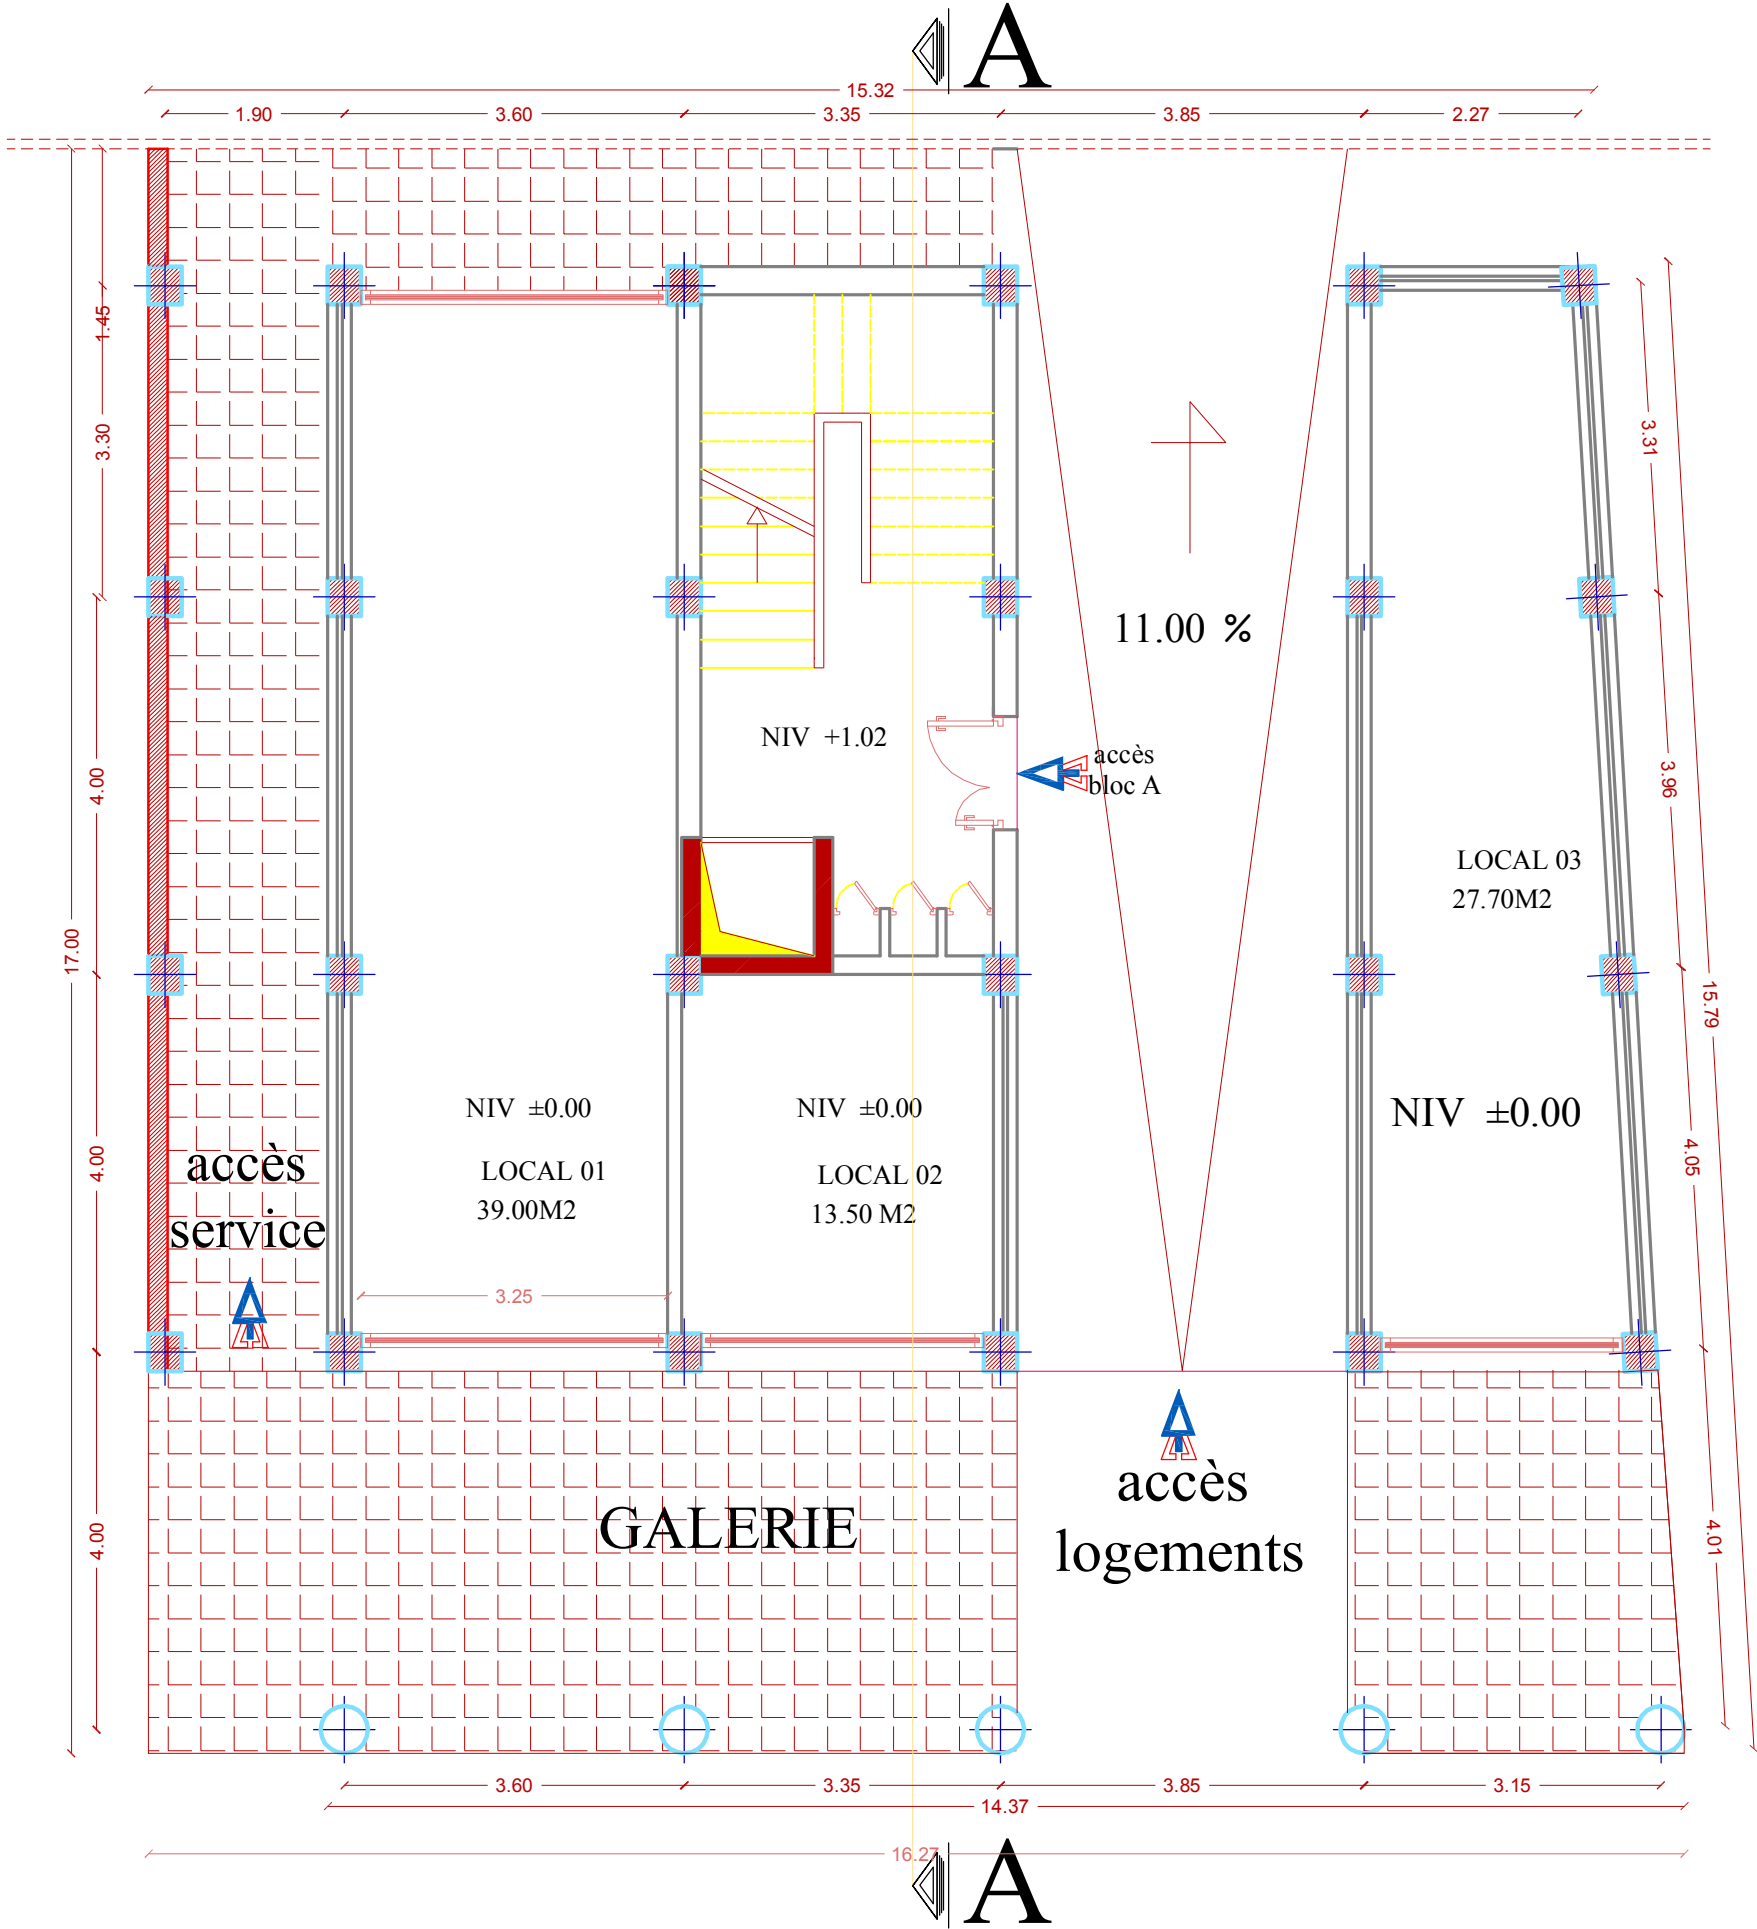 A
15.32
1.90
3.60
3.35
3.85
2.27
1.45
3.30
3.31
11.00 %
NIV +1.02
accès
bloc A
4.00
3.96
LOCAL 03
27.70M2
17.00
15.79
NIV ±0.00
NIV ±0.00
NIV ±0.00
4.00
4.05
accès
service
LOCAL 01
39.00M2
LOCAL 02
13.50 M2
3.25
accès
logements
GALERIE
4.00
4.01
3.60
3.35
3.85
3.15
14.37
16.27
A